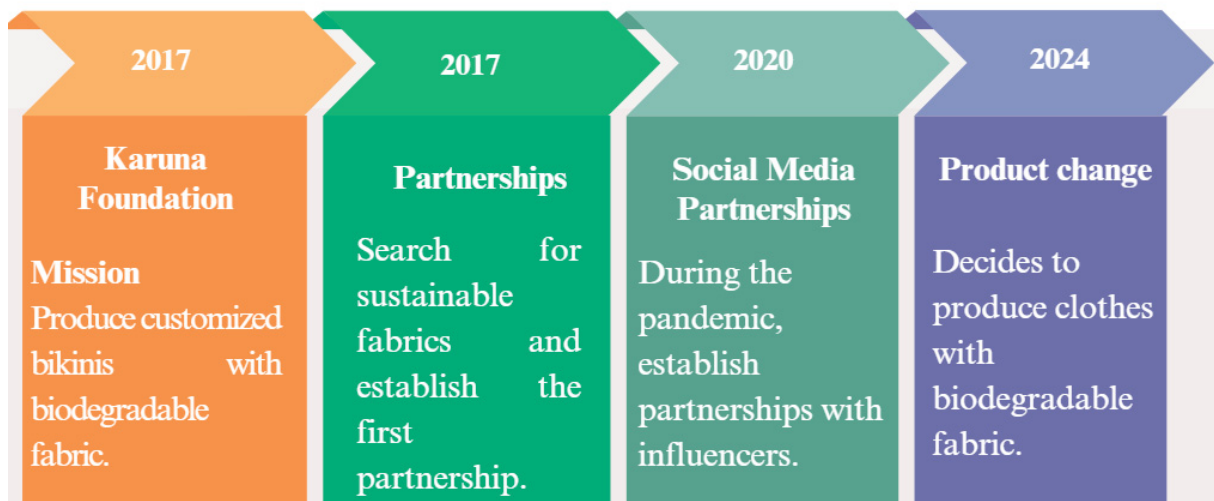 2017
Karuna
Foundation
Mission
Produce customized
bikinis with
biodegradable
fabric.
2017
Partnerships
Search for
sustainable
fabrics and
establish the
first
partnership.
2020
Social Media
Partnerships
During the
pandemic,
establish
partnerships with
influencers.
2024
Product change
Decides to
produce clothes
with
biodegradable
fabric.